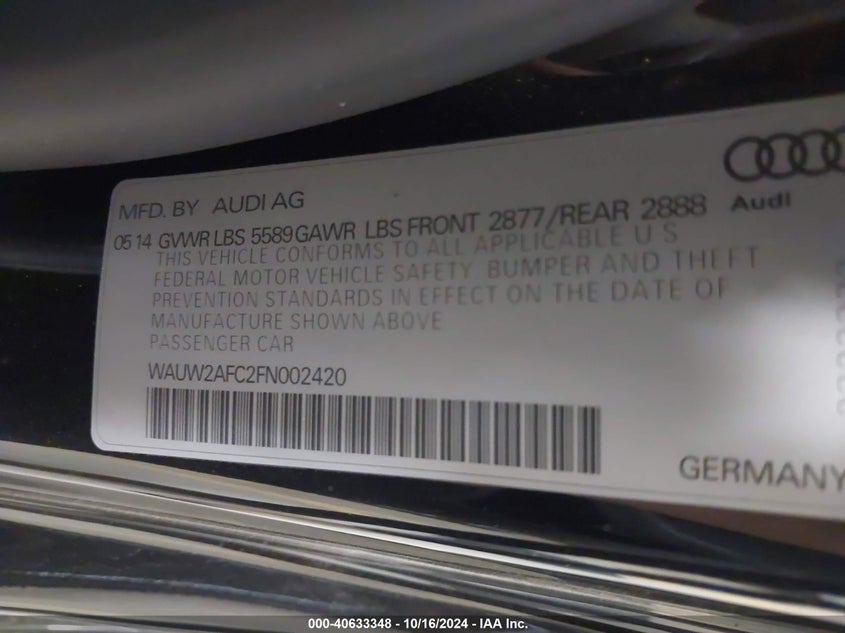 MFD. BY AUDI AG
Audi
05 14 GVWR LBS 5589 GAWR LBS FRONT 2877/REAR 2888
THIS VEHICLE CONFORMS TO ALL APPLICABLE U S
FEDERAL MOTOR VEHICLE SAFETY, BUMPER AND THEFT
PREVENTION STANDARDS IN EFFECT ON THE DATE OF
MANUFACTURE SHOWN ABOVE
PASSENGER CAR
WAUW2AFC2FN002420
GERMANY
000-40633348 - 10/16/2024 - IAA Inc.